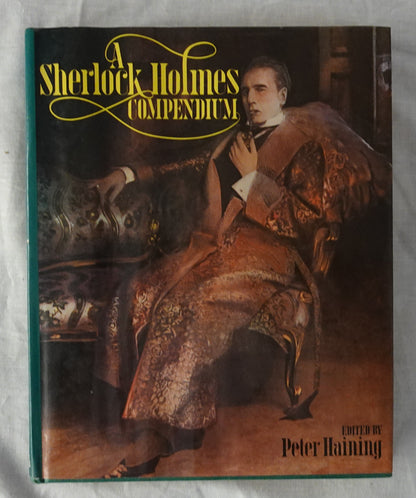 A
Sherlock Holmes
COMPENDIUM
EDITED BY
Peter Haining